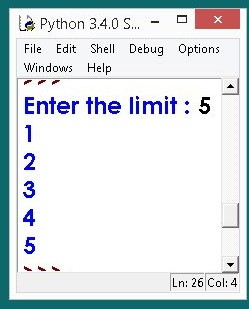 Python 3.4.0 S...
File Edit Shell Debug Options
Windows Help
>>>
Enter the limit : 5
1
2
3
4
5
>>>
Ln: 26 Col: 4